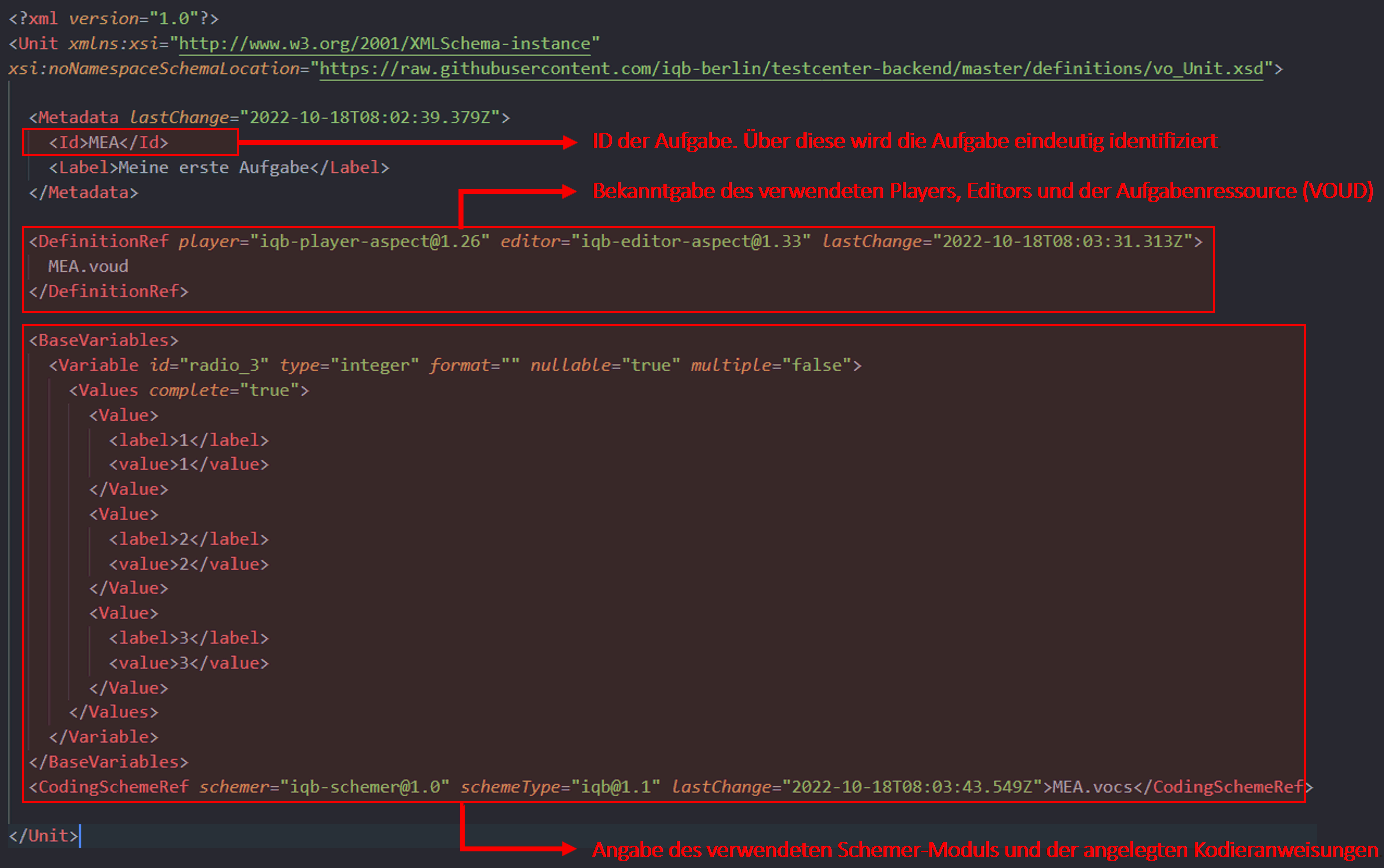 <?xml version="1.0"?>
<Unit xmlns:xsi="http://www.w3.org/2001/XMLSchema-instance"
xsi:noNamespaceSchemaLocation="https://raw.githubusercontent.com/iqb-berlin/testcenter-backend/master/definitions/vo_Unit.xsd">
<Metadata lastChange="2022-10-18T08:02:39.379Z">
<Id>MEA</Id>
ID der Aufgabe. Über diese wird die Aufgabe eindeutig identifiziert
<Label>Meine erste Aufgabe</Label>
</Metadata>
Bekanntgabe des verwendeten Players, Editors und der Aufgabenressource (VOUD)
<DefinitionRef player="iqb-player-aspect@1.26" editor="iqb-editor-aspect@1.33" lastChange="2022-10-18T08:03:31.313Z">
MEA.voud
</DefinitionRef>
<BaseVariables>
<Variable id="radio_3" type="integer" format="" nullable="true" multiple="false">
<Values complete="true">
<Value>
<label>1</label>
<value>1</value>
</Value>
<Value>
<label>2</label>
<value>2</value>
</Value>
<Value>
<label>3</label>
<value>3</value>
</Value>
</Values>
</Variable>
</BaseVariables>
<CodingSchemeRef schemer="iqb-schemer@1.0" schemeType="iqb@1.1" lastChange="2022-10-18T08:03:43.549Z">MEA.vocs</CodingSchemeRef>
</Unit>
Angabe des verwendeten Schemer-Moduls und der angelegten Kodieranweisungen